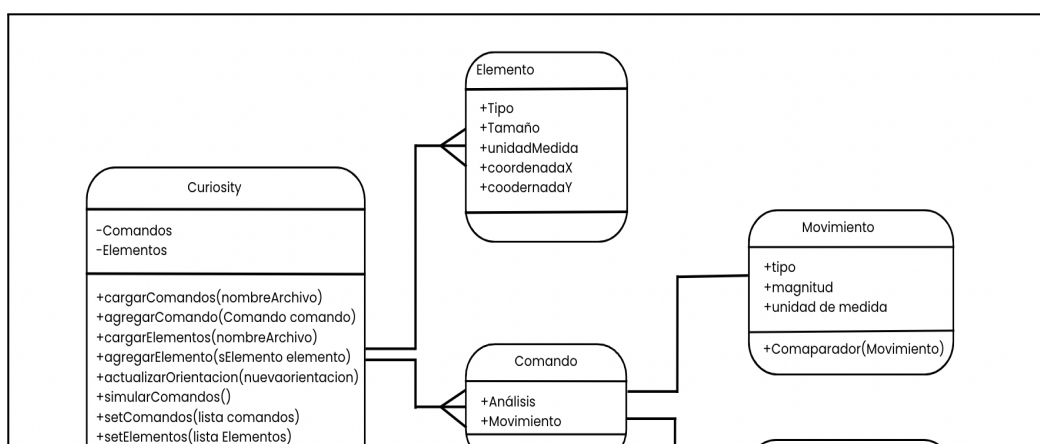 Elemento
+Tipo
+Tamaño
+unidadMedida
+coordenadaX
+coodernadaY
Curiosity
-Comandos
-Elementos
+cargarComandos(nombreArchivo)
+agregarComando(Comando comando)
+cargarElementos(nombreArchivo)
+agregarElemento(sElemento elemento)
+actualizarOrientacion(nuevaorientacion)
+simularComandos()
+setComandos(lista comandos)
+setElementos(lista Elementos)
Movimiento
+tipo
+magnitud
+unidad de medida
+Comaparador(Movimiento)
Comando
+Análisis
+Movimiento